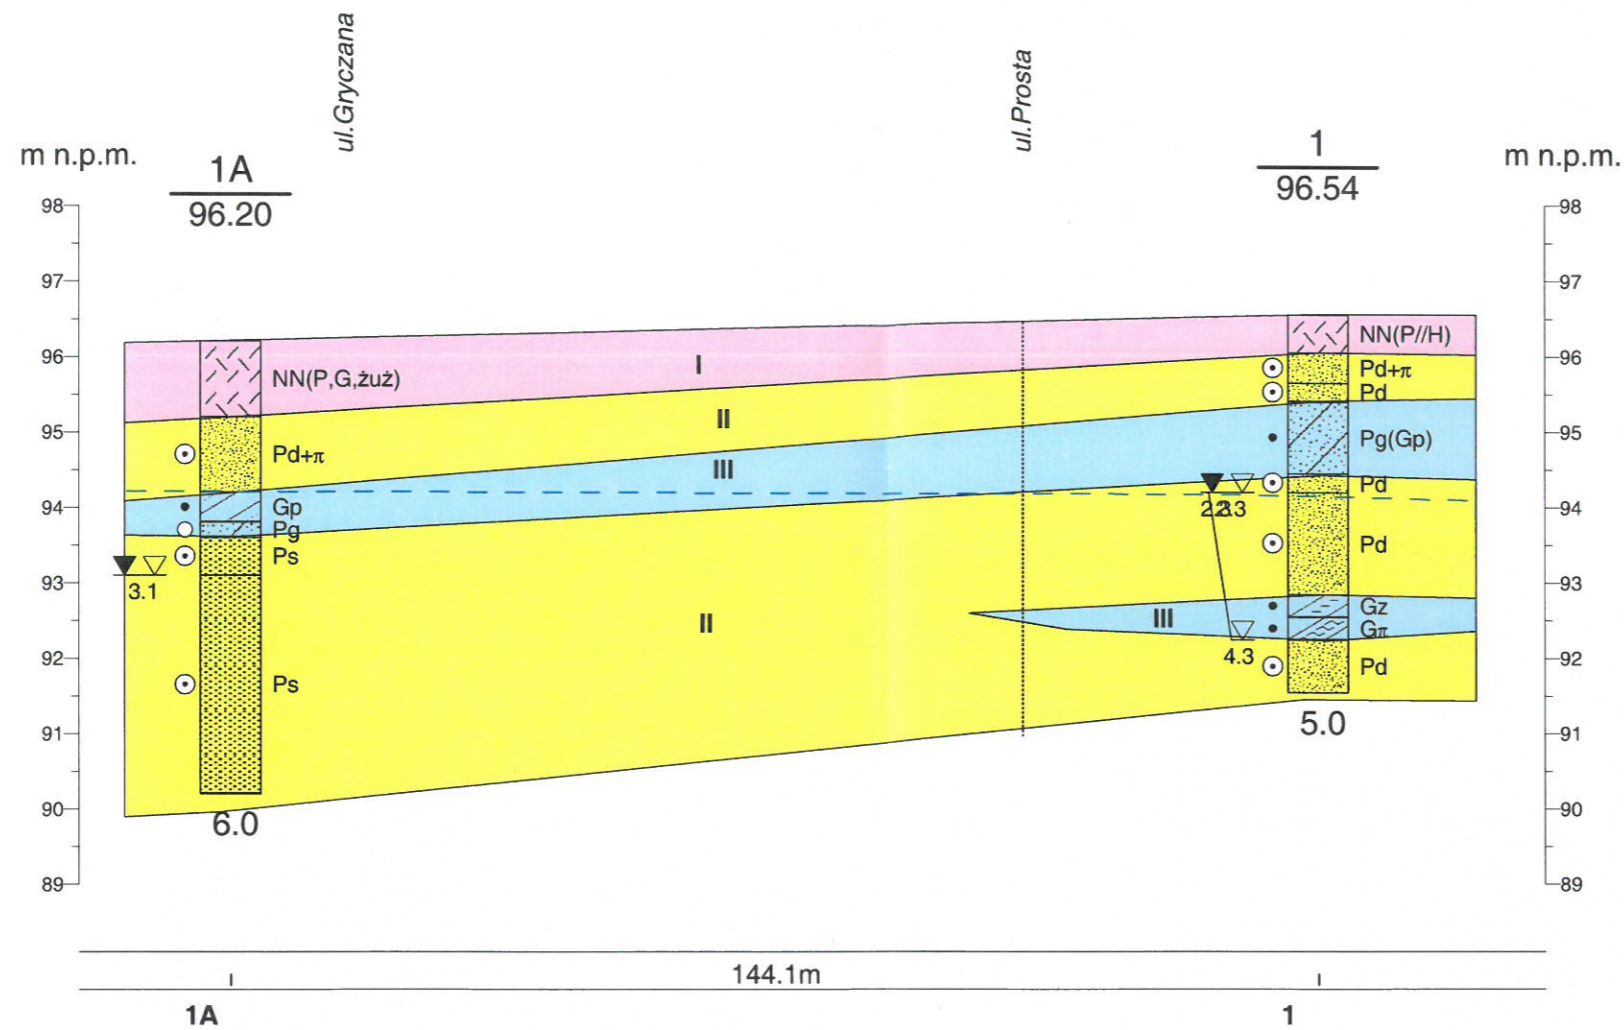 ul.Gryczana
ul.Prosta
m n.p.m.
m n.p.m.
1A
96.20
1
96.54
98
97
96
95
94
93
92
91
90
89
98
97
96
95
94
93
92
91
90
89
I
II
III
II
III
NN(P,G,żuż)
Pd+π
Gp
Pg
Ps
Ps
3.1
6.0
NN(P//H)
Pd+π
Pd
Pg(Gp)
Pd
Pd
Gz
Gπ
Pd
4.3
5.0
144.1m
1A
1